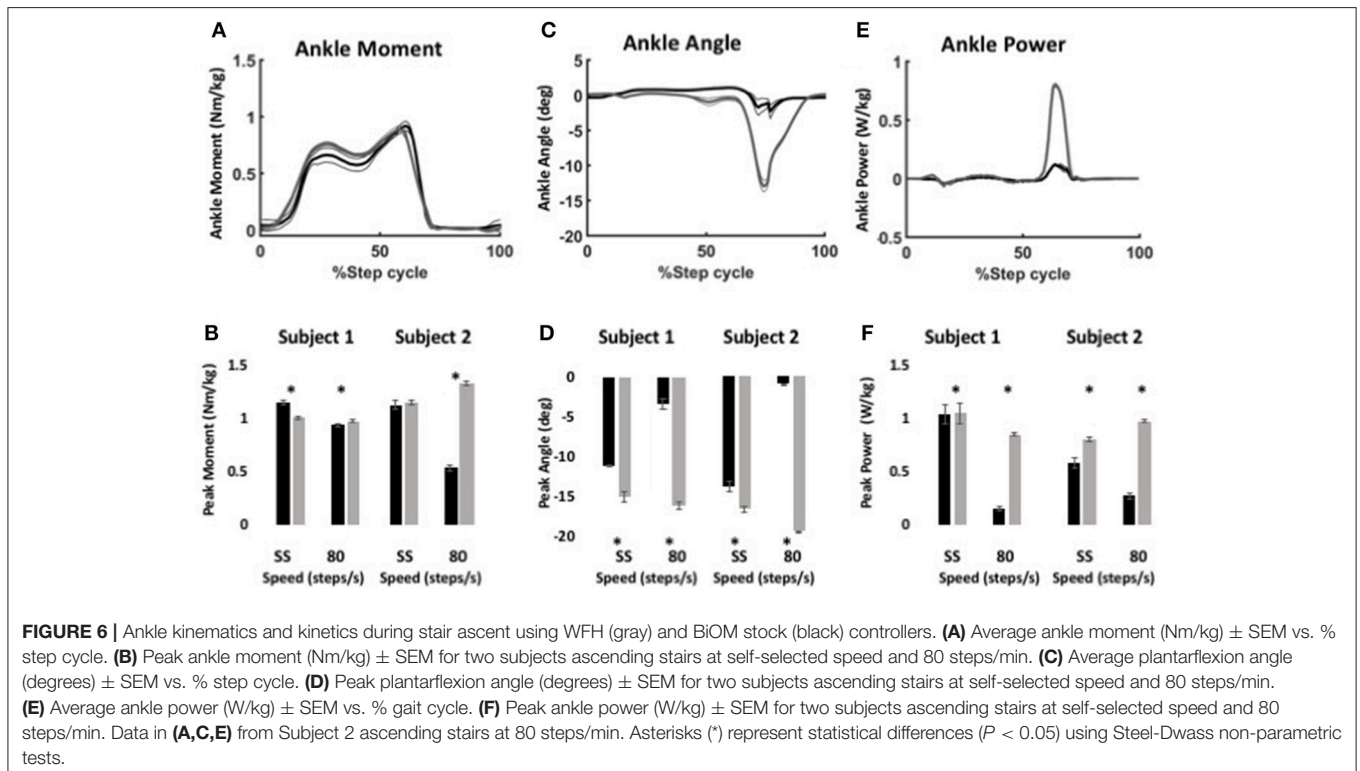 A
Ankle Moment
Ankle Moment (Nm/kg)
1.5
1
0.5
0
0
50
100
%Step cycle
C
Ankle Angle
Ankle Angle (deg)
5
0
-5
-10
-15
-20
0
50
100
%Step cycle
E
Ankle Power
Ankle Power (W/kg)
1
0.5
0
-0.5
0
50
100
%Step cycle
B
Subject 1
Subject 2
Peak Moment (Nm/kg)
1.5
1
0.5
0
*
*
*
SS
80
SS
80
Speed (steps/s)
Speed (steps/s)
D
Subject 1
Subject 2
Peak Angle (deg)
0
-5
-10
-15
-20
*
*
*
*
SS
80
SS
80
Speed (steps/s)
Speed (steps/s)
F
Subject 1
Subject 2
Peak Power (W/kg)
1.5
1
0.5
0
*
*
*
*
SS
80
SS
80
Speed (steps/s)
Speed (steps/s)
FIGURE 6 | Ankle kinematics and kinetics during stair ascent using WFH (gray) and BiOM stock (black) controllers. (A) Average ankle moment (Nm/kg) ± SEM vs. %
step cycle. (B) Peak ankle moment (Nm/kg) ± SEM for two subjects ascending stairs at self-selected speed and 80 steps/min. (C) Average plantarflexion angle
(degrees) ± SEM vs. % step cycle. (D) Peak plantarflexion angle (degrees) ± SEM for two subjects ascending stairs at self-selected speed and 80 steps/min.
(E) Average ankle power (W/kg) ± SEM vs. % gait cycle. (F) Peak ankle power (W/kg) ± SEM for two subjects ascending stairs at self-selected speed and 80
steps/min. Data in (A,C,E) from Subject 2 ascending stairs at 80 steps/min. Asterisks (*) represent statistical differences (P < 0.05) using Steel-Dwass non-parametric
tests.